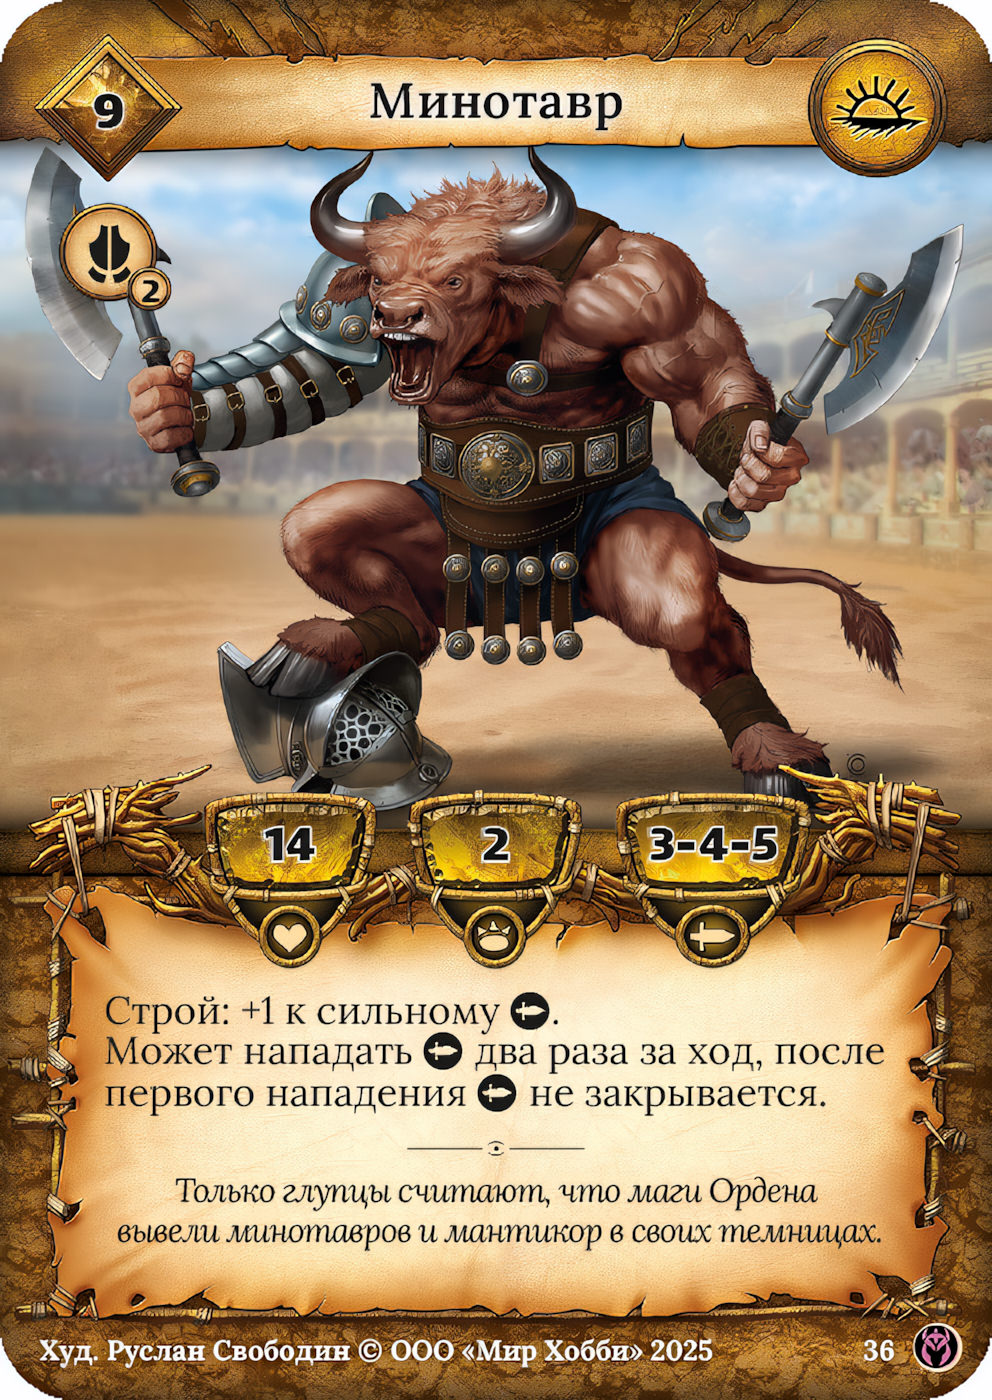 9
Минотавр
2
14
2
3-4-5
Строй: +1 к сильному .
Может нападать два раза за ход, после
первого нападения не закрывается.
Только глупцы считают, что маги Ордена
вывели минотавров и мантикор в своих темницах.
Худ. Руслан Свободин © ООО «Мир Хобби» 2025
36